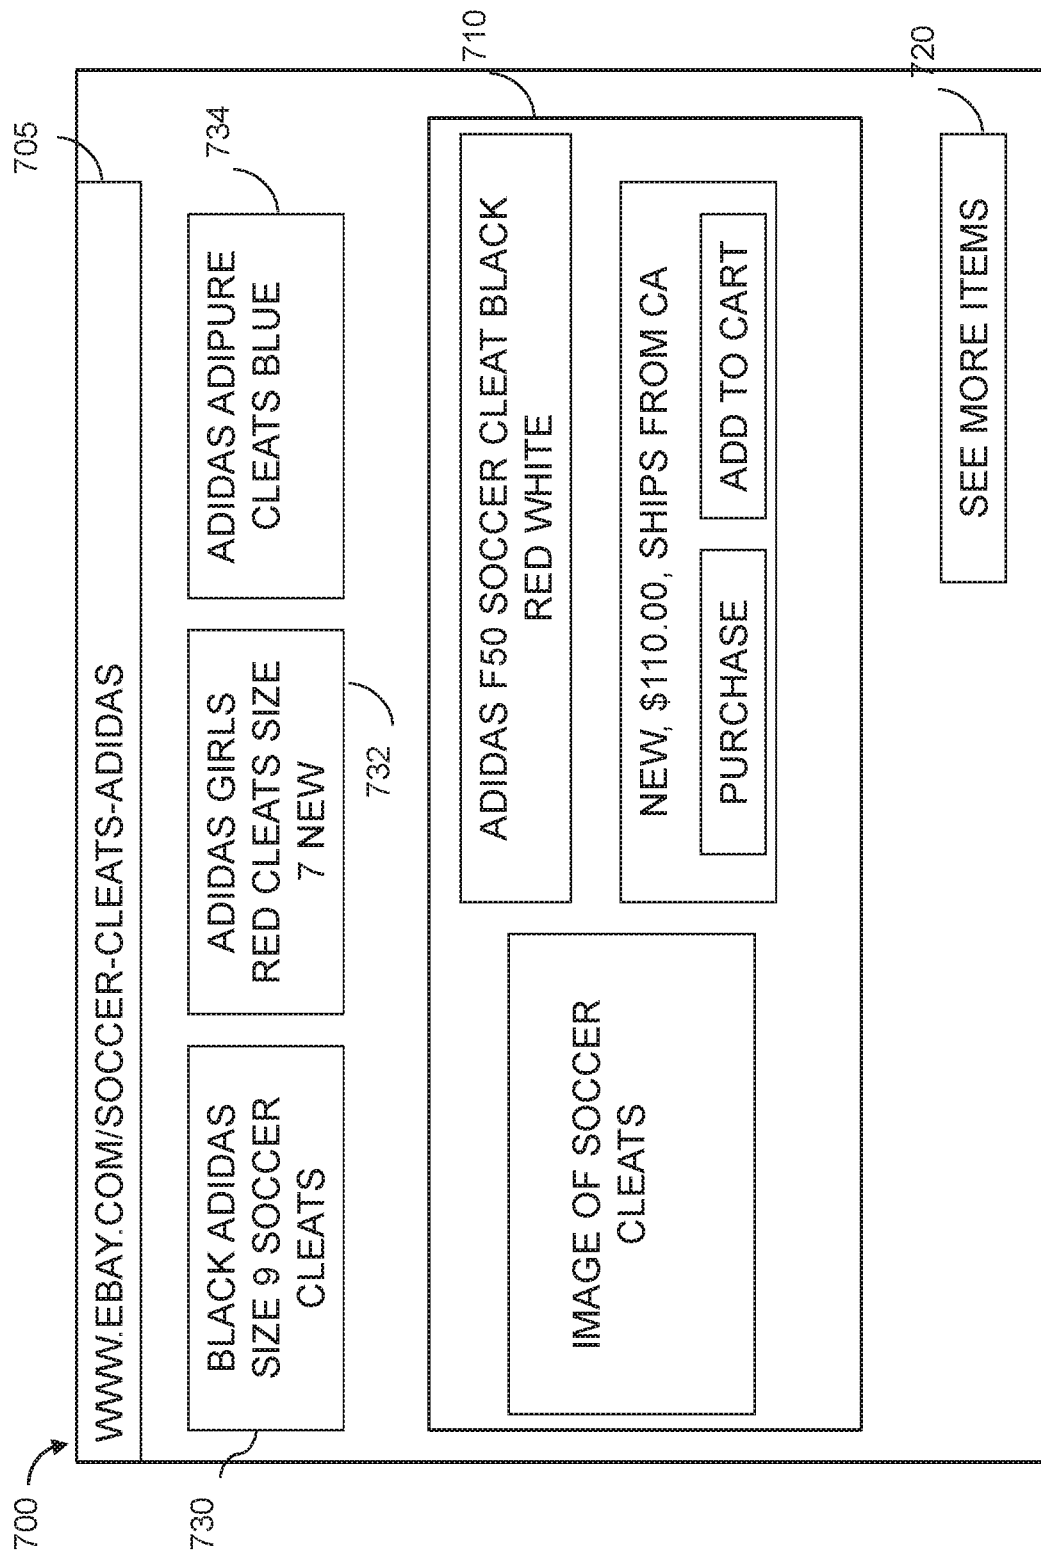 700
705
WWW.EBAY.COM/SOCCER-CLEATS-ADIDAS
730
BLACK ADIDAS
SIZE 9 SOCCER
CLEATS
ADIDAS GIRLS
RED CLEATS SIZE
7 NEW
732
ADIDAS ADIPURE
CLEATS BLUE
734
710
IMAGE OF SOCCER
CLEATS
ADIDAS F50 SOCCER CLEAT BLACK
RED WHITE
NEW, $110.00, SHIPS FROM CA
PURCHASE
ADD TO CART
SEE MORE ITEMS
720